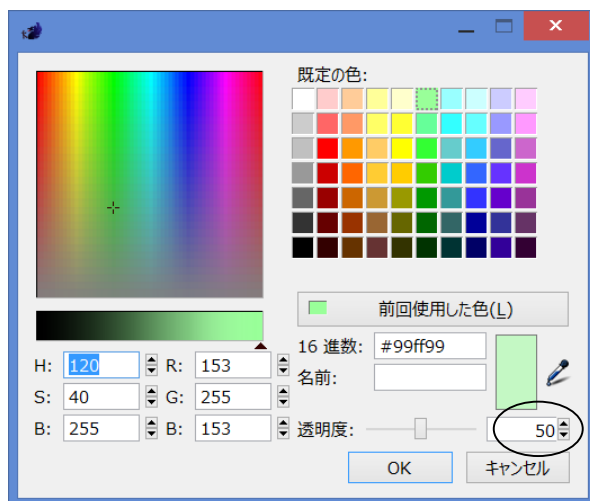 既定の色:
前回使用した色(L)
16 進数: #99ff99
名前:
H: 120 R: 153
S: 40 G: 255
B: 255 B: 153
透明度: 50
OK キャンセル